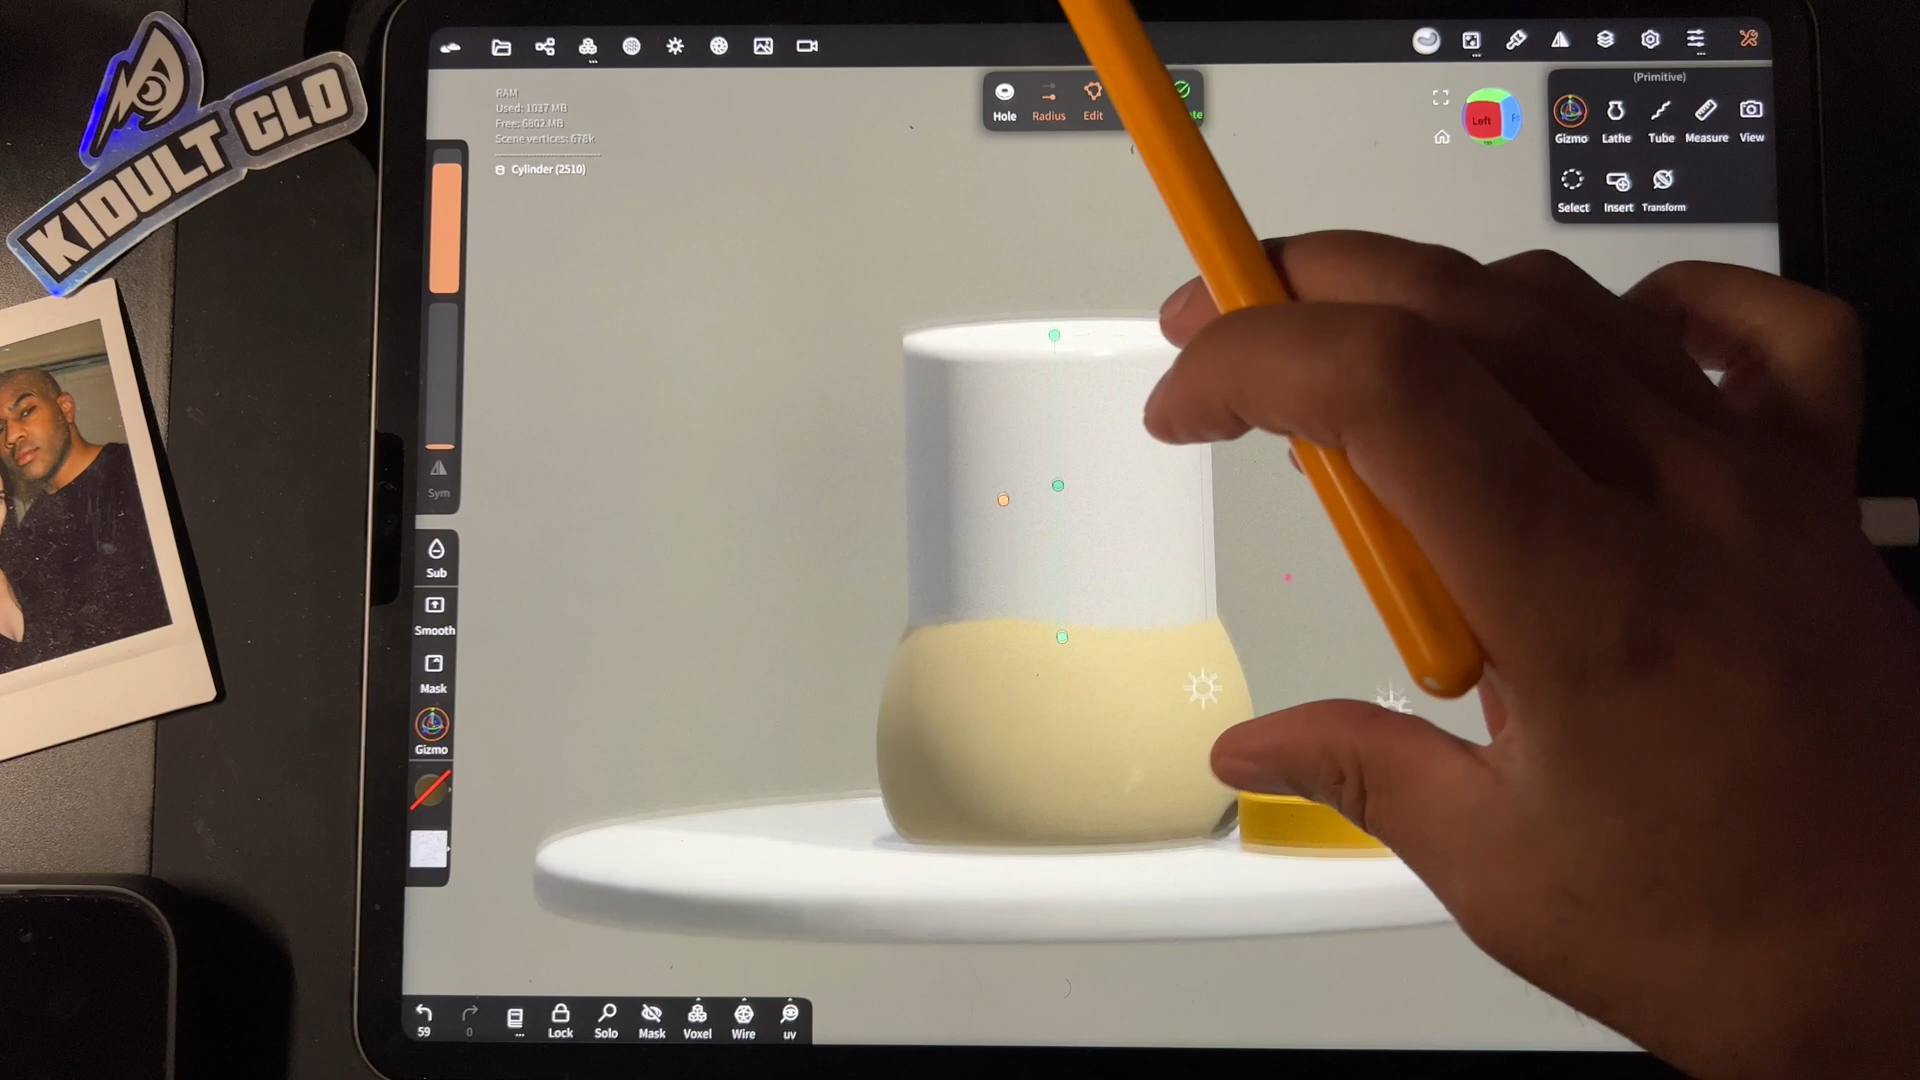 KIDULT CLO
RAM
Used: 1037 MB
Free: 6802 MB
Scene vertices: 678k
Cylinder (2510)
Hole
Radius
Edit
Left
(Primitive)
Gizmo
Lathe
Tube
Measure
View
Select
Insert
Transform
Sym
Sub
Smooth
Mask
Gizmo
59
0
Lock
Solo
Mask
Voxel
Wire
uv